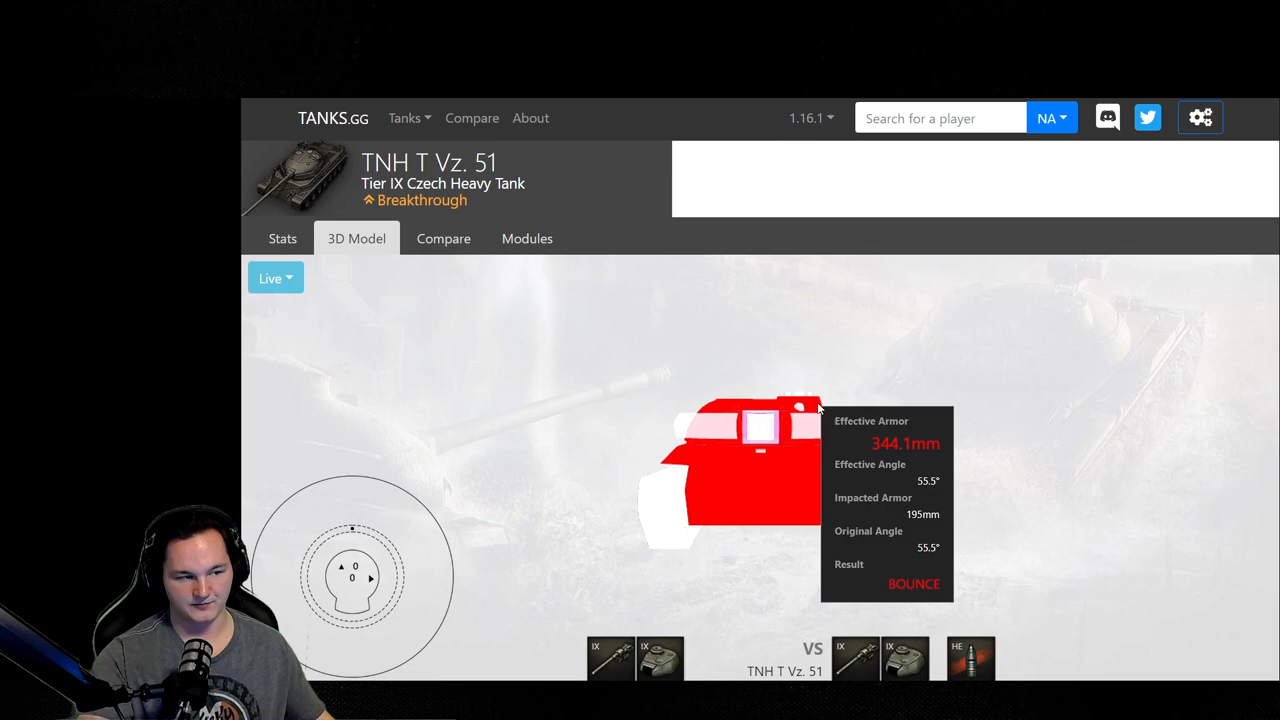 TANKS.GG Tanks Compare About 1.16.1 Search for a player NA
TNH T Vz. 51
Tier IX Czech Heavy Tank
Breakthrough
Stats 3D Model Compare Modules
Live
Effective Armor
344.1mm
Effective Angle
55.5°
Impacted Armor
195mm
Original Angle
55.5°
Result
BOUNCE
0
0
IX IX VS IX IX HE
TNH T Vz. 51